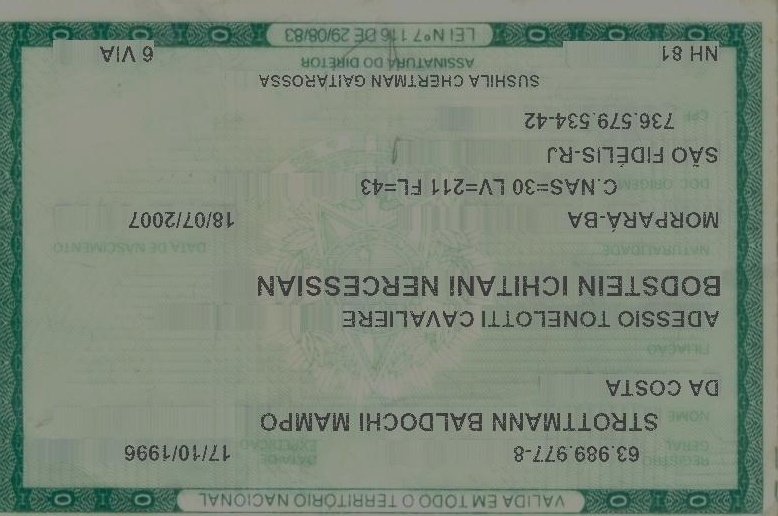 VALIDA EM TODO O TERRITÓRIO NACIONAL
REGISTRO GERAL 63.989.977-8 DATA DE EXPEDIÇÃO 17/10/1996
NOME STROTTMANN BALDOCHI MAMPO
DA COSTA
FILIAÇÃO
ADESSIO TONELOTTI CAVALIERE
BODSTEIN ICHITANI NERCESSIAN
NATURALIDADE DATA DE NASCIMENTO
MORPARÁ-BA 18/07/2007
DOC. ORIGEM C.NAS=30 LV=211 FL=43
SÃO FIDÉLIS-RJ
CPF 736.579.534-42
SUSHILA CHERTMAN GAITAROSSA
ASSINATURA DO DIRETOR
NH 81 6 VIA
LEI Nº 7.116 DE 29/08/83